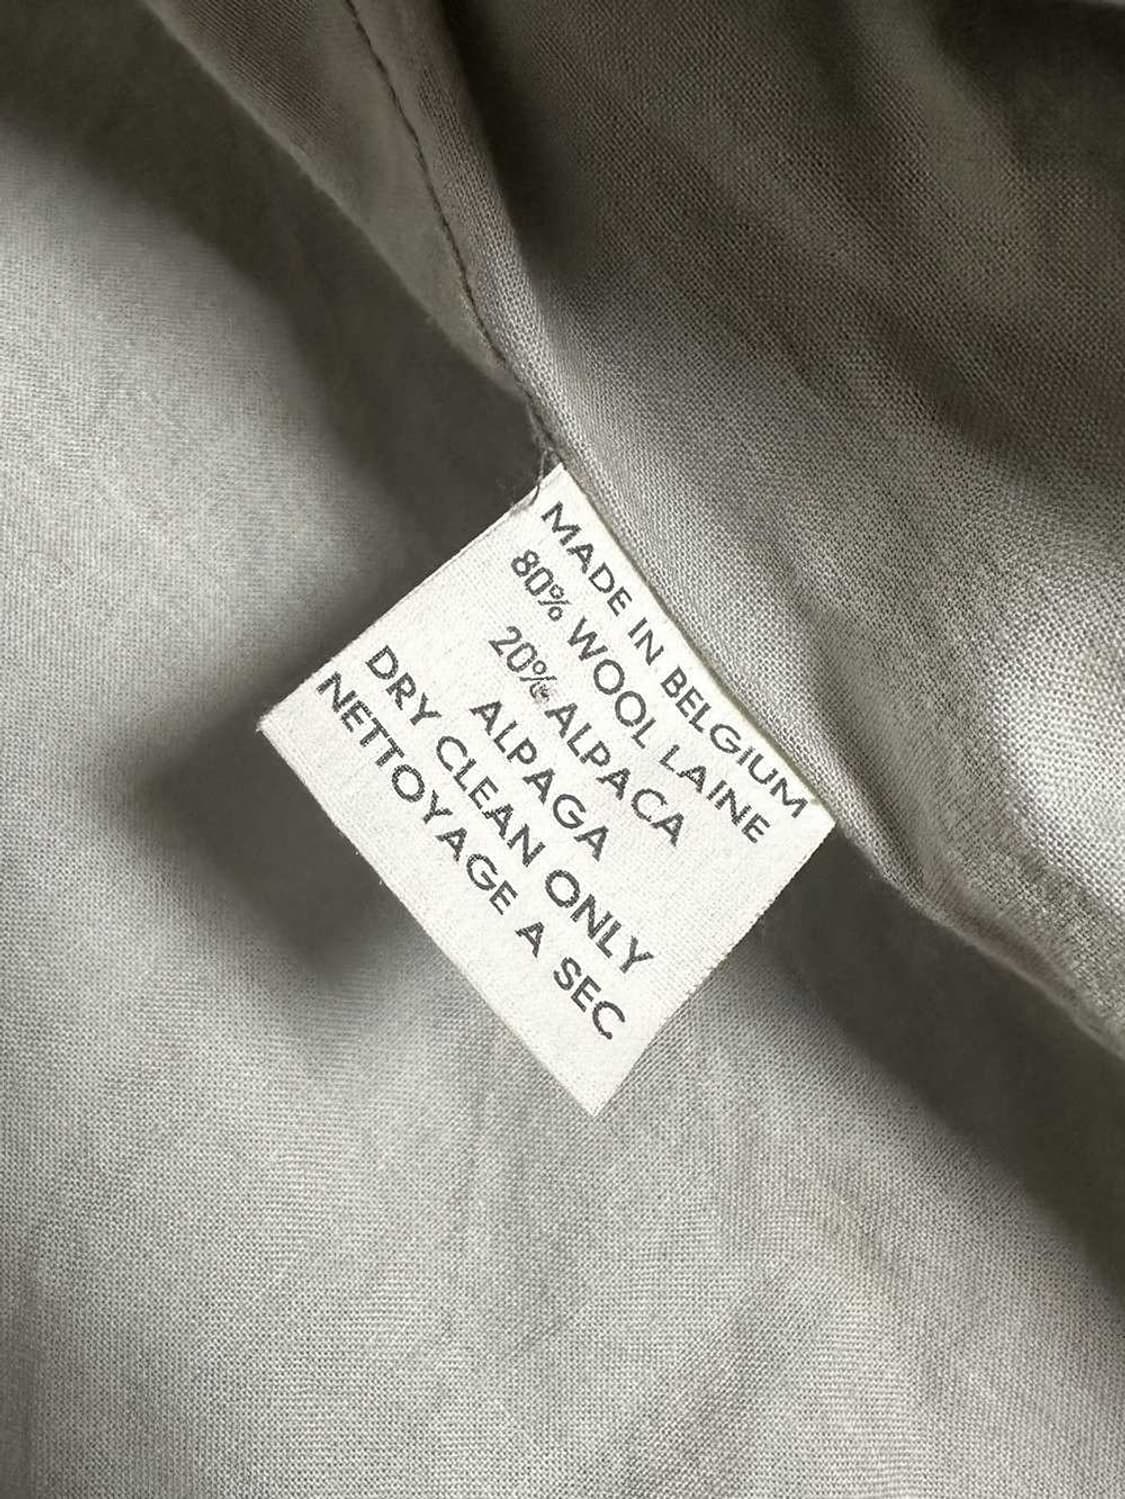 MADE IN BELGIUM
80% WOOL LAINE
20% ALPACA
ALPAGA
DRY CLEAN ONLY
NETTOYAGE A SEC